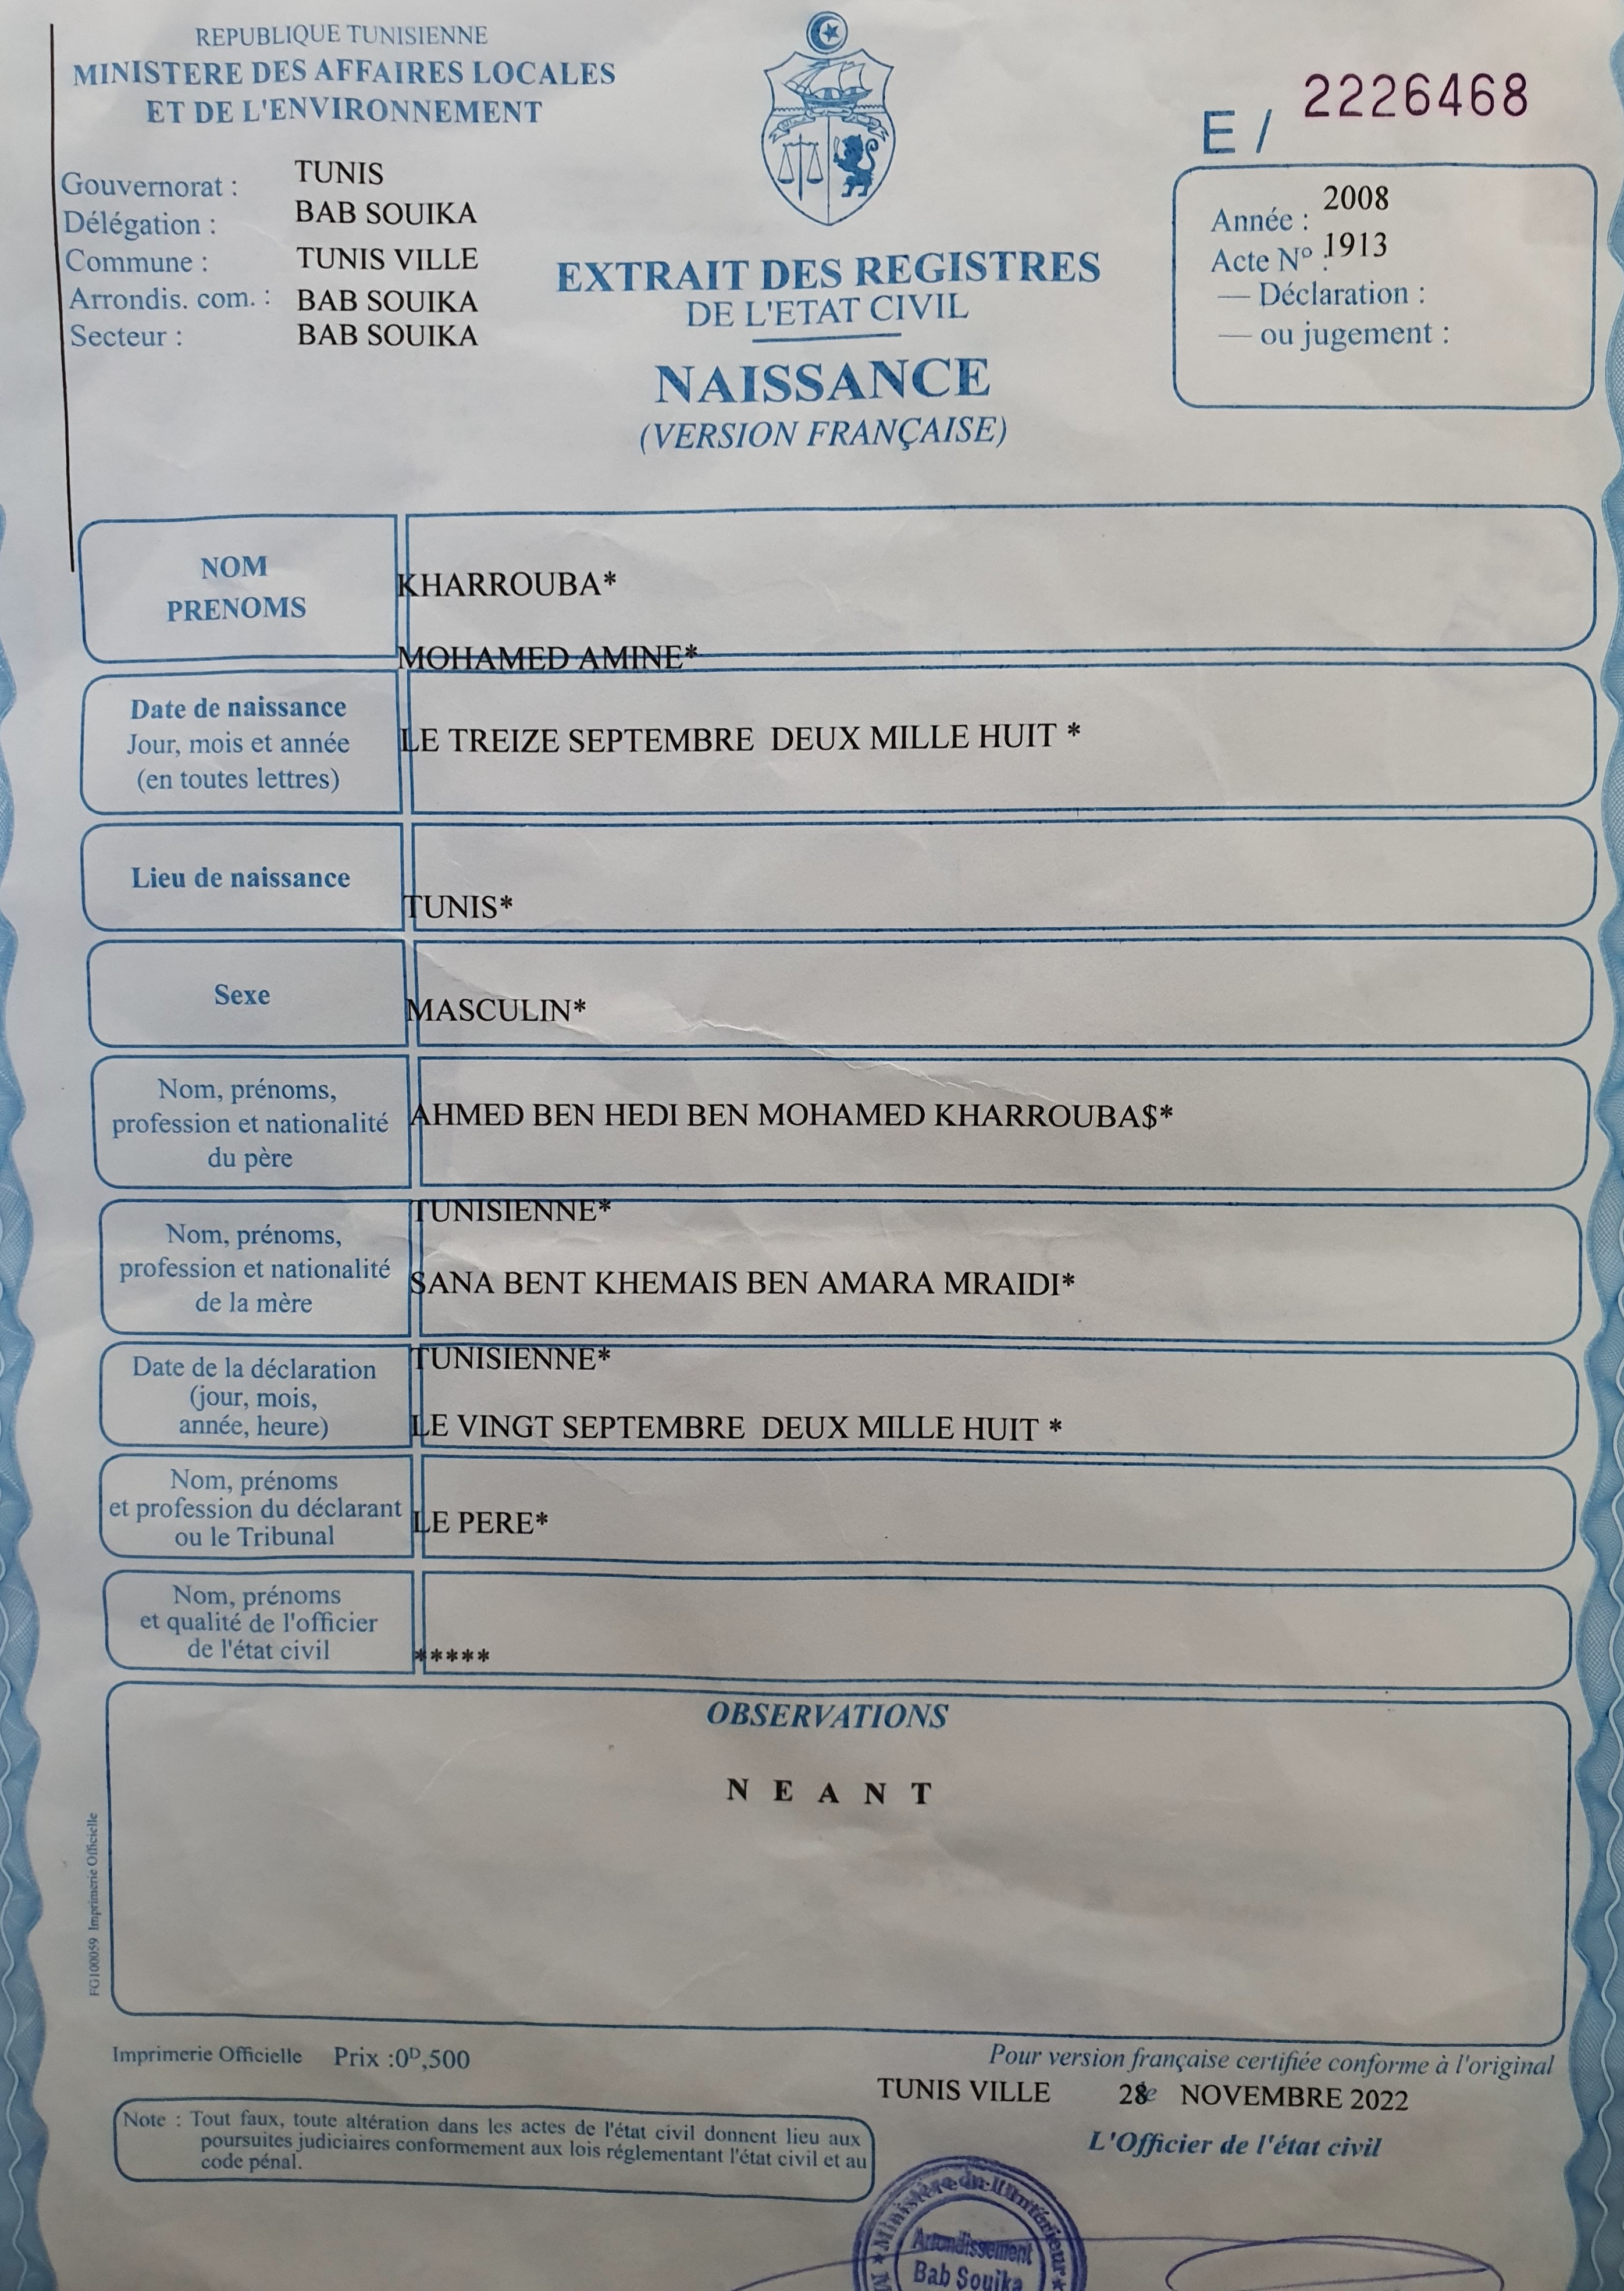 REPUBLIQUE TUNISIENNE
MINISTERE DES AFFAIRES LOCALES
ET DE L'ENVIRONNEMENT
Gouvernorat : TUNIS
Délégation : BAB SOUIKA
Commune : TUNIS VILLE
Arrondis. com. : BAB SOUIKA
Secteur : BAB SOUIKA
E / 2226468
Année : 2008
Acte N° : 1913
— Déclaration :
— ou jugement :
EXTRAIT DES REGISTRES
DE L'ETAT CIVIL
NAISSANCE
(VERSION FRANÇAISE)
NOM
PRENOMS
KHARROUBA*
MOHAMED AMINE*
Date de naissance
Jour, mois et année
(en toutes lettres)
LE TREIZE SEPTEMBRE DEUX MILLE HUIT *
Lieu de naissance
TUNIS*
Sexe
MASCULIN*
Nom, prénoms,
profession et nationalité
du père
AHMED BEN HEDI BEN MOHAMED KHARROUBA$*
TUNISIENNE*
Nom, prénoms,
profession et nationalité
de la mère
SANA BENT KHEMAIS BEN AMARA MRAIDI*
TUNISIENNE*
Date de la déclaration
(jour, mois,
année, heure)
LE VINGT SEPTEMBRE DEUX MILLE HUIT *
Nom, prénoms
et profession du déclarant
ou le Tribunal
LE PERE*
Nom, prénoms
et qualité de l'officier
de l'état civil
*****
OBSERVATIONS
N E A N T
FG100059 Imprimerie Officielle
Imprimerie Officielle Prix :0D,500
Pour version française certifiée conforme à l'original
TUNIS VILLE 28 le NOVEMBRE 2022
L'Officier de l'état civil
Note : Tout faux, toute altération dans les actes de l'état civil donnent lieu aux
poursuites judiciaires conformement aux lois réglementant l'état civil et au
code pénal.
Ministère de l'Intérieur
Arrondissement
Bab Souika